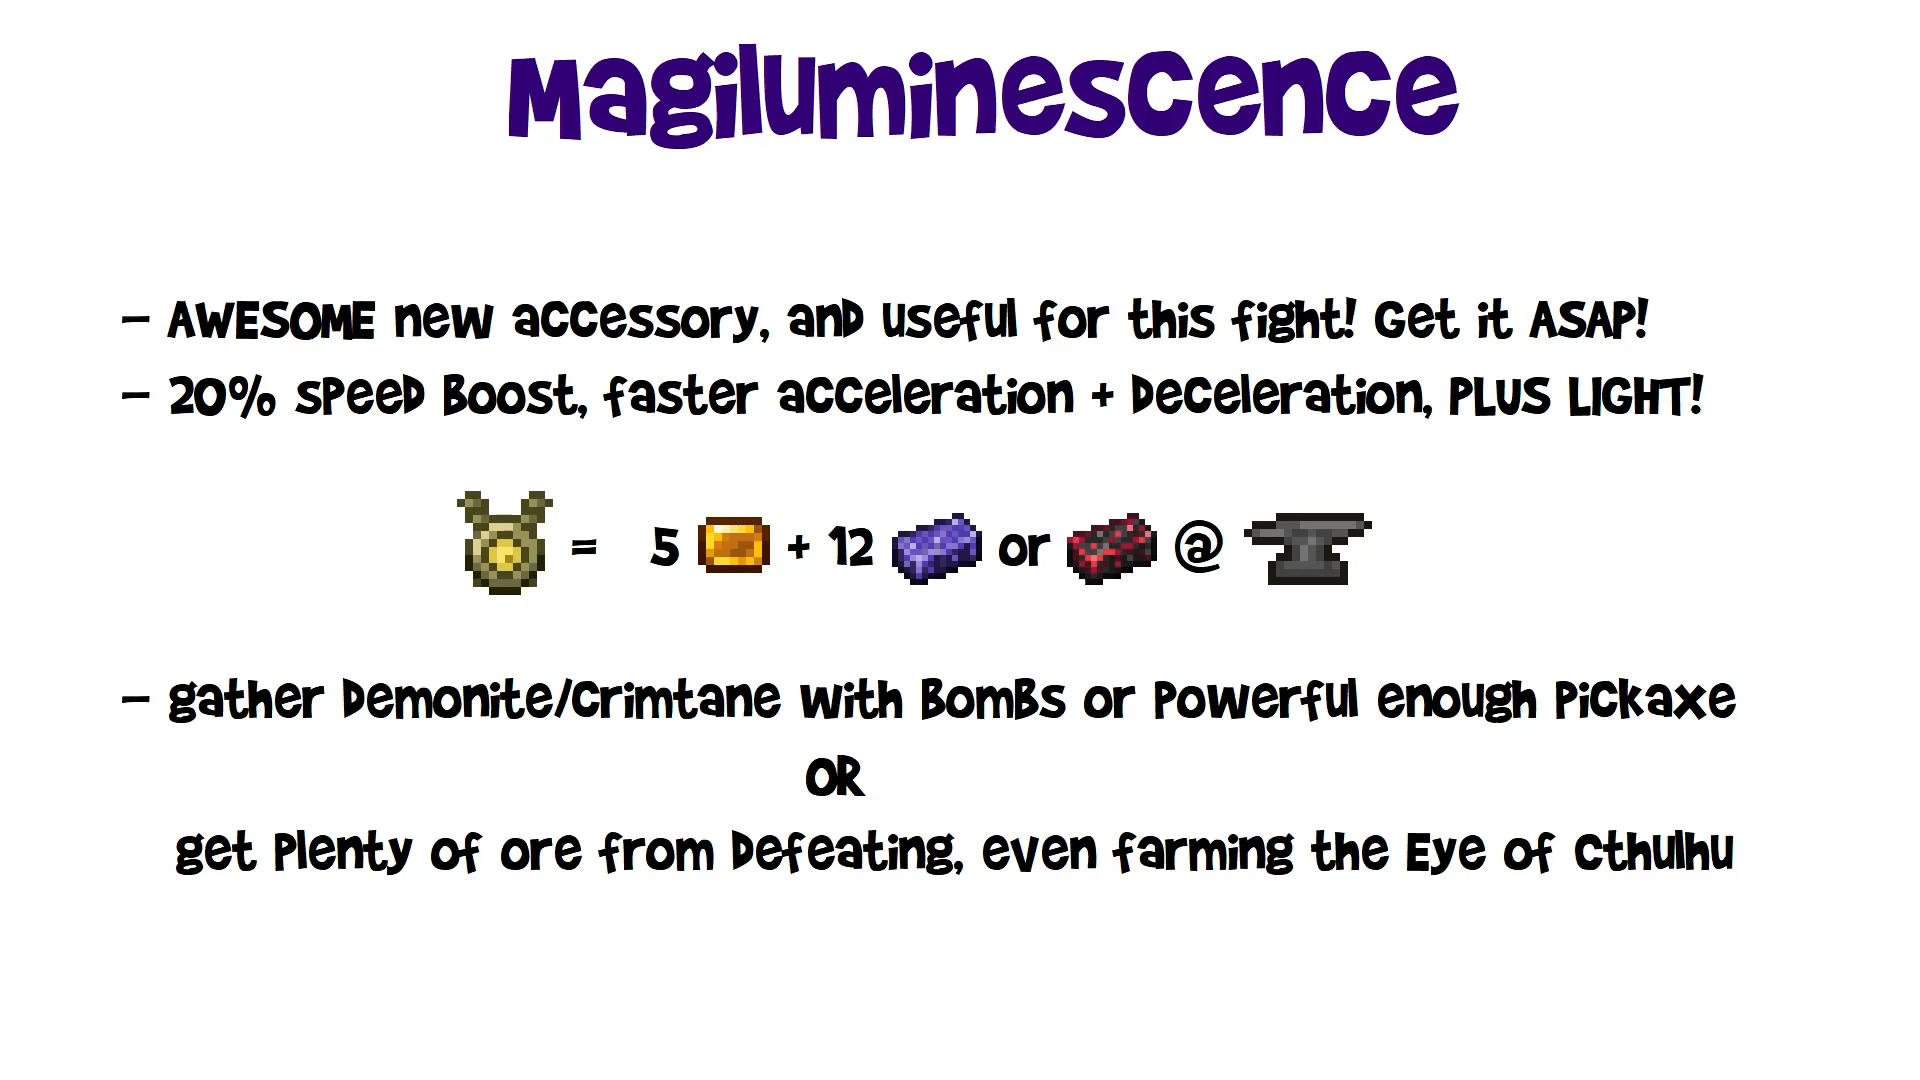 Magiluminescence
- AWESOME new accessory, and useful for this fight! Get it ASAP!
- 20% speed boost, faster acceleration + deceleration, PLUS LIGHT!
= 5 + 12 or @
- gather demonite/crimtane with bombs or powerful enough pickaxe
OR
get plenty of ore from defeating, even farming the Eye of Cthulhu